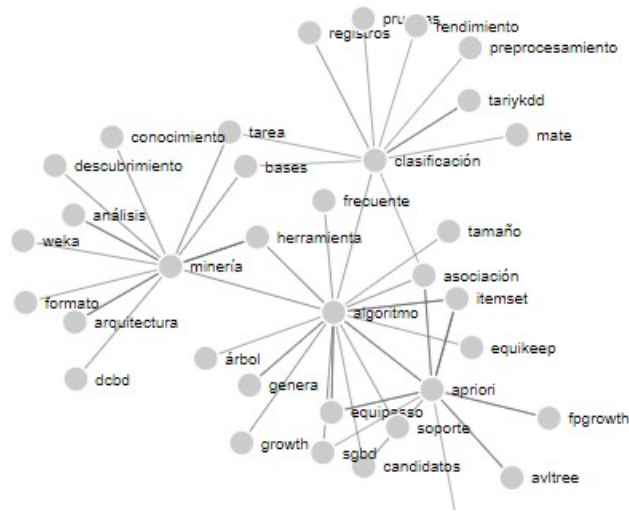 pruebas
registros
rendimiento
preprocesamiento
tariykdd
mate
conocimiento
tarea
clasificación
descubrimiento
bases
frecuente
análisis
tamaño
weka
herramienta
minería
asociación
itemset
formato
arquitectura
algoritmo
equikeep
árbol
dcbd
genera
apriori
equipasso
fpgrowth
soporte
growth
sgbd
candidatos
avltree